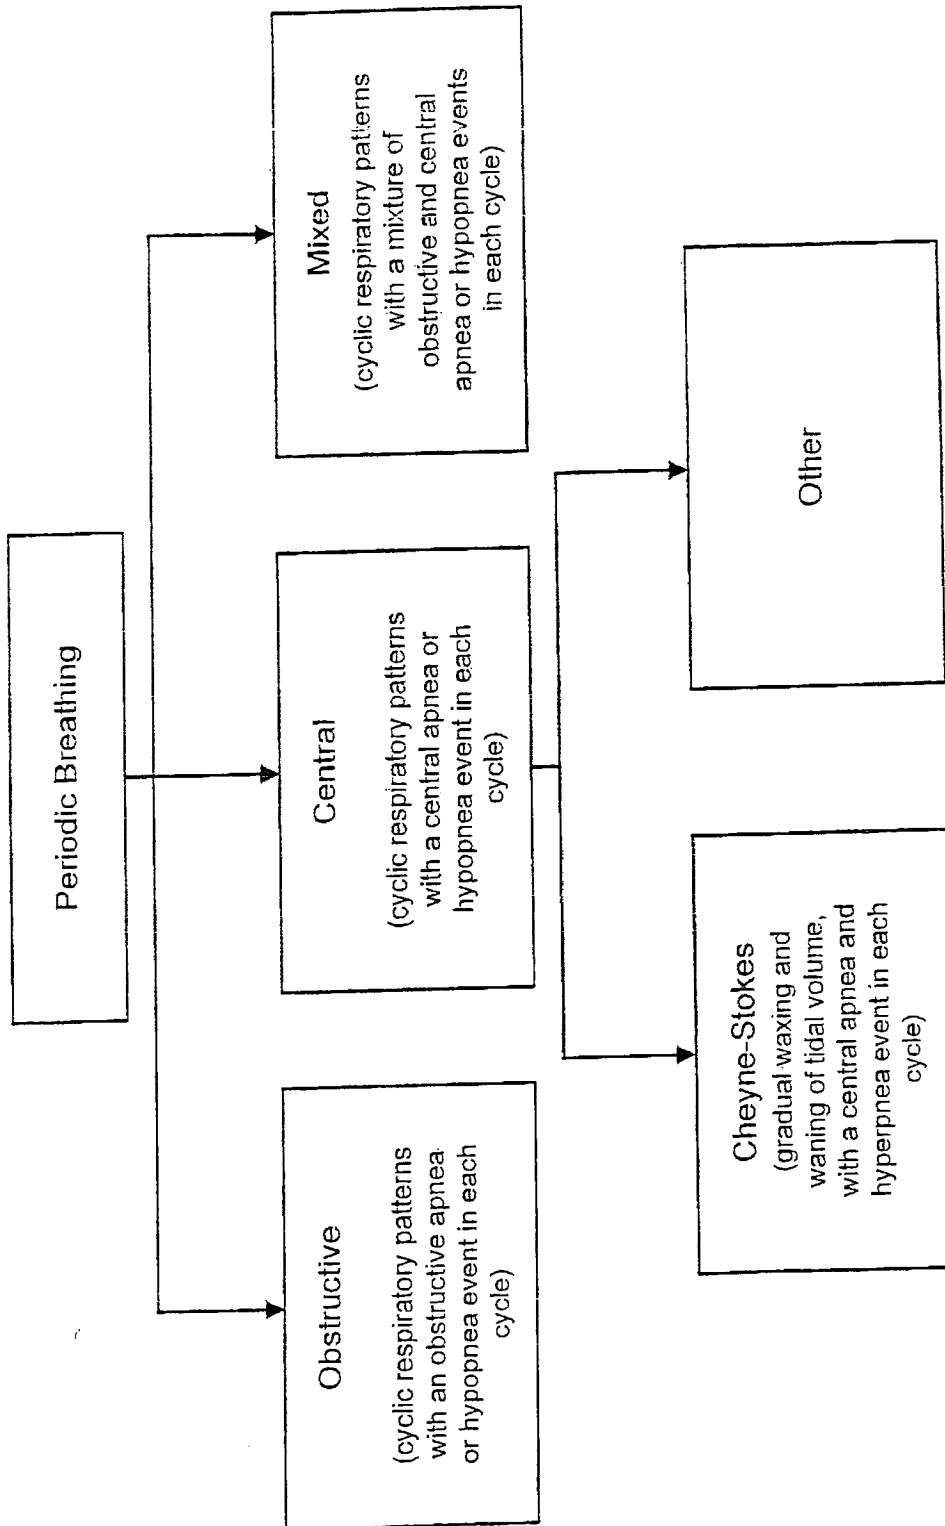 Periodic Breathing
Obstructive
(cyclic respiratory patterns
with an obstructive apnea
or hypopnea event in each
cycle)
Central
(cyclic respiratory patterns
with a central apnea or
hypopnea event in each
cycle)
Mixed
(cyclic respiratory patterns
with a mixture of
obstructive and central
apnea or hypopnea events
in each cycle)
Cheyne-Stokes
(gradual waxing and
waning of tidal volume,
with a central apnea and
hyperpnea event in each
cycle)
Other